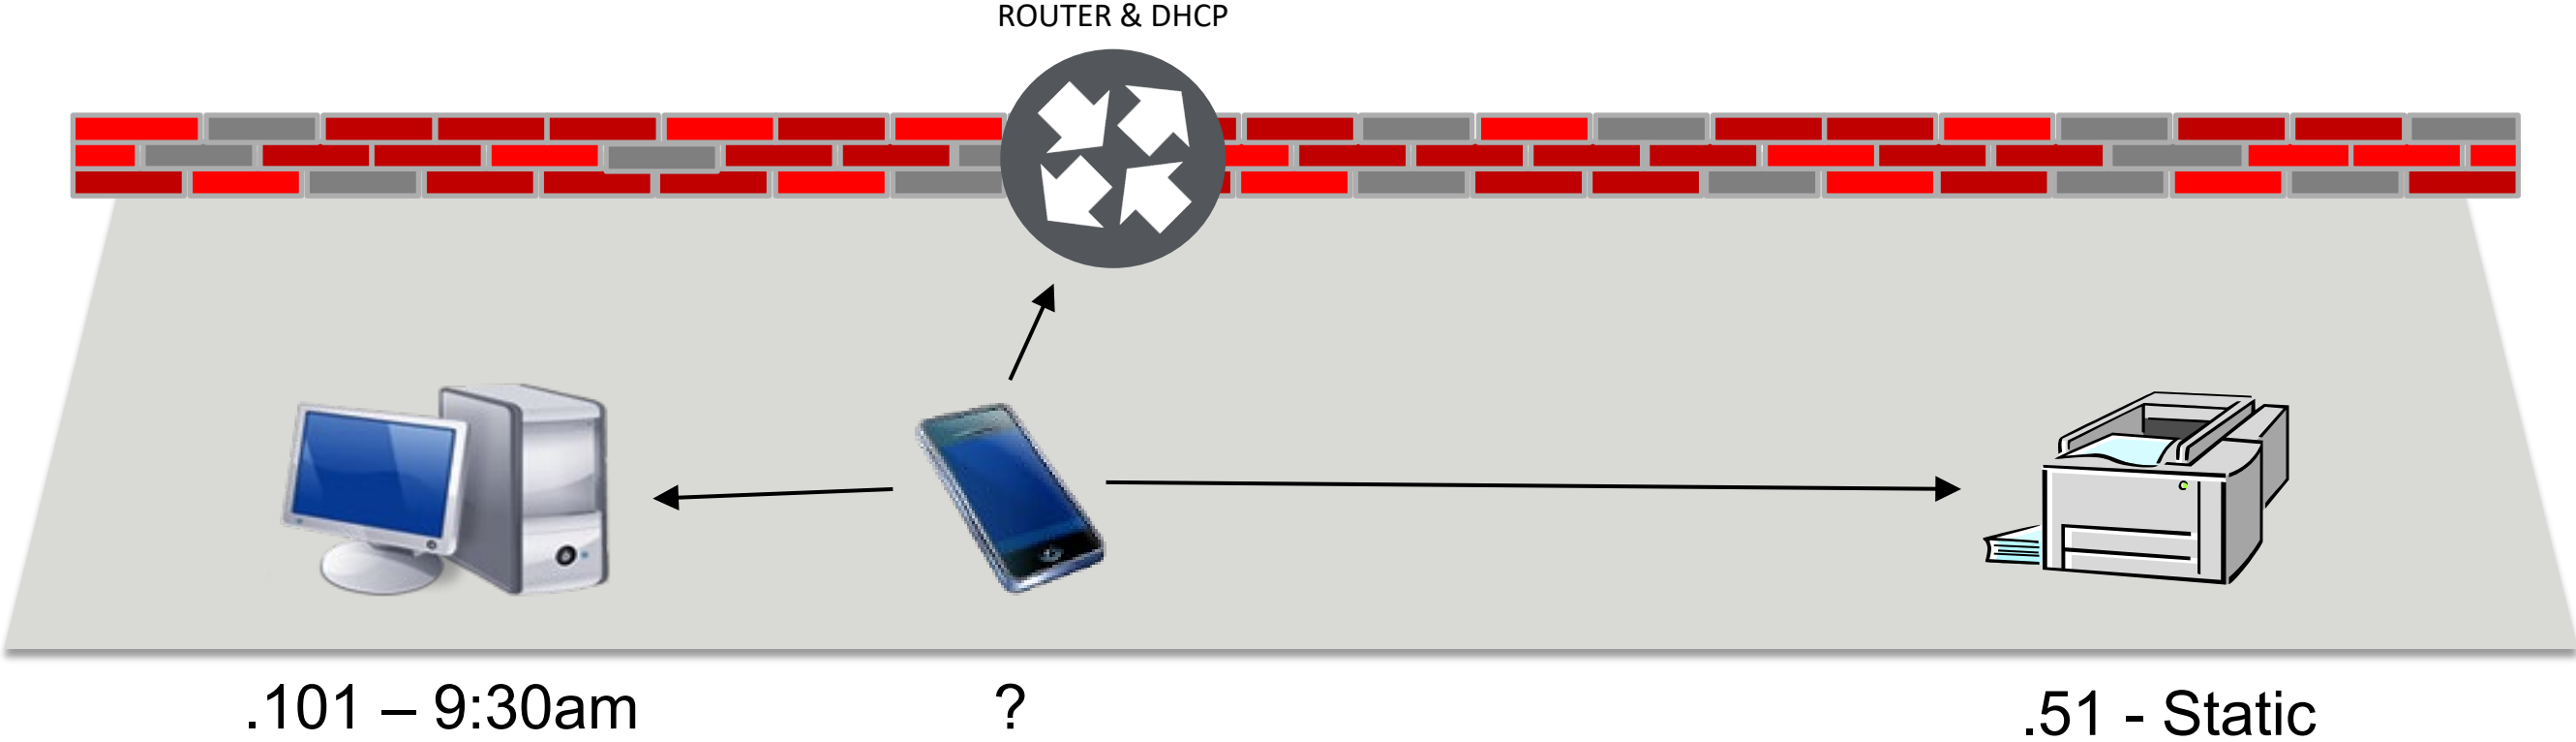 ROUTER & DHCP
.101 – 9:30am
?
.51 - Static